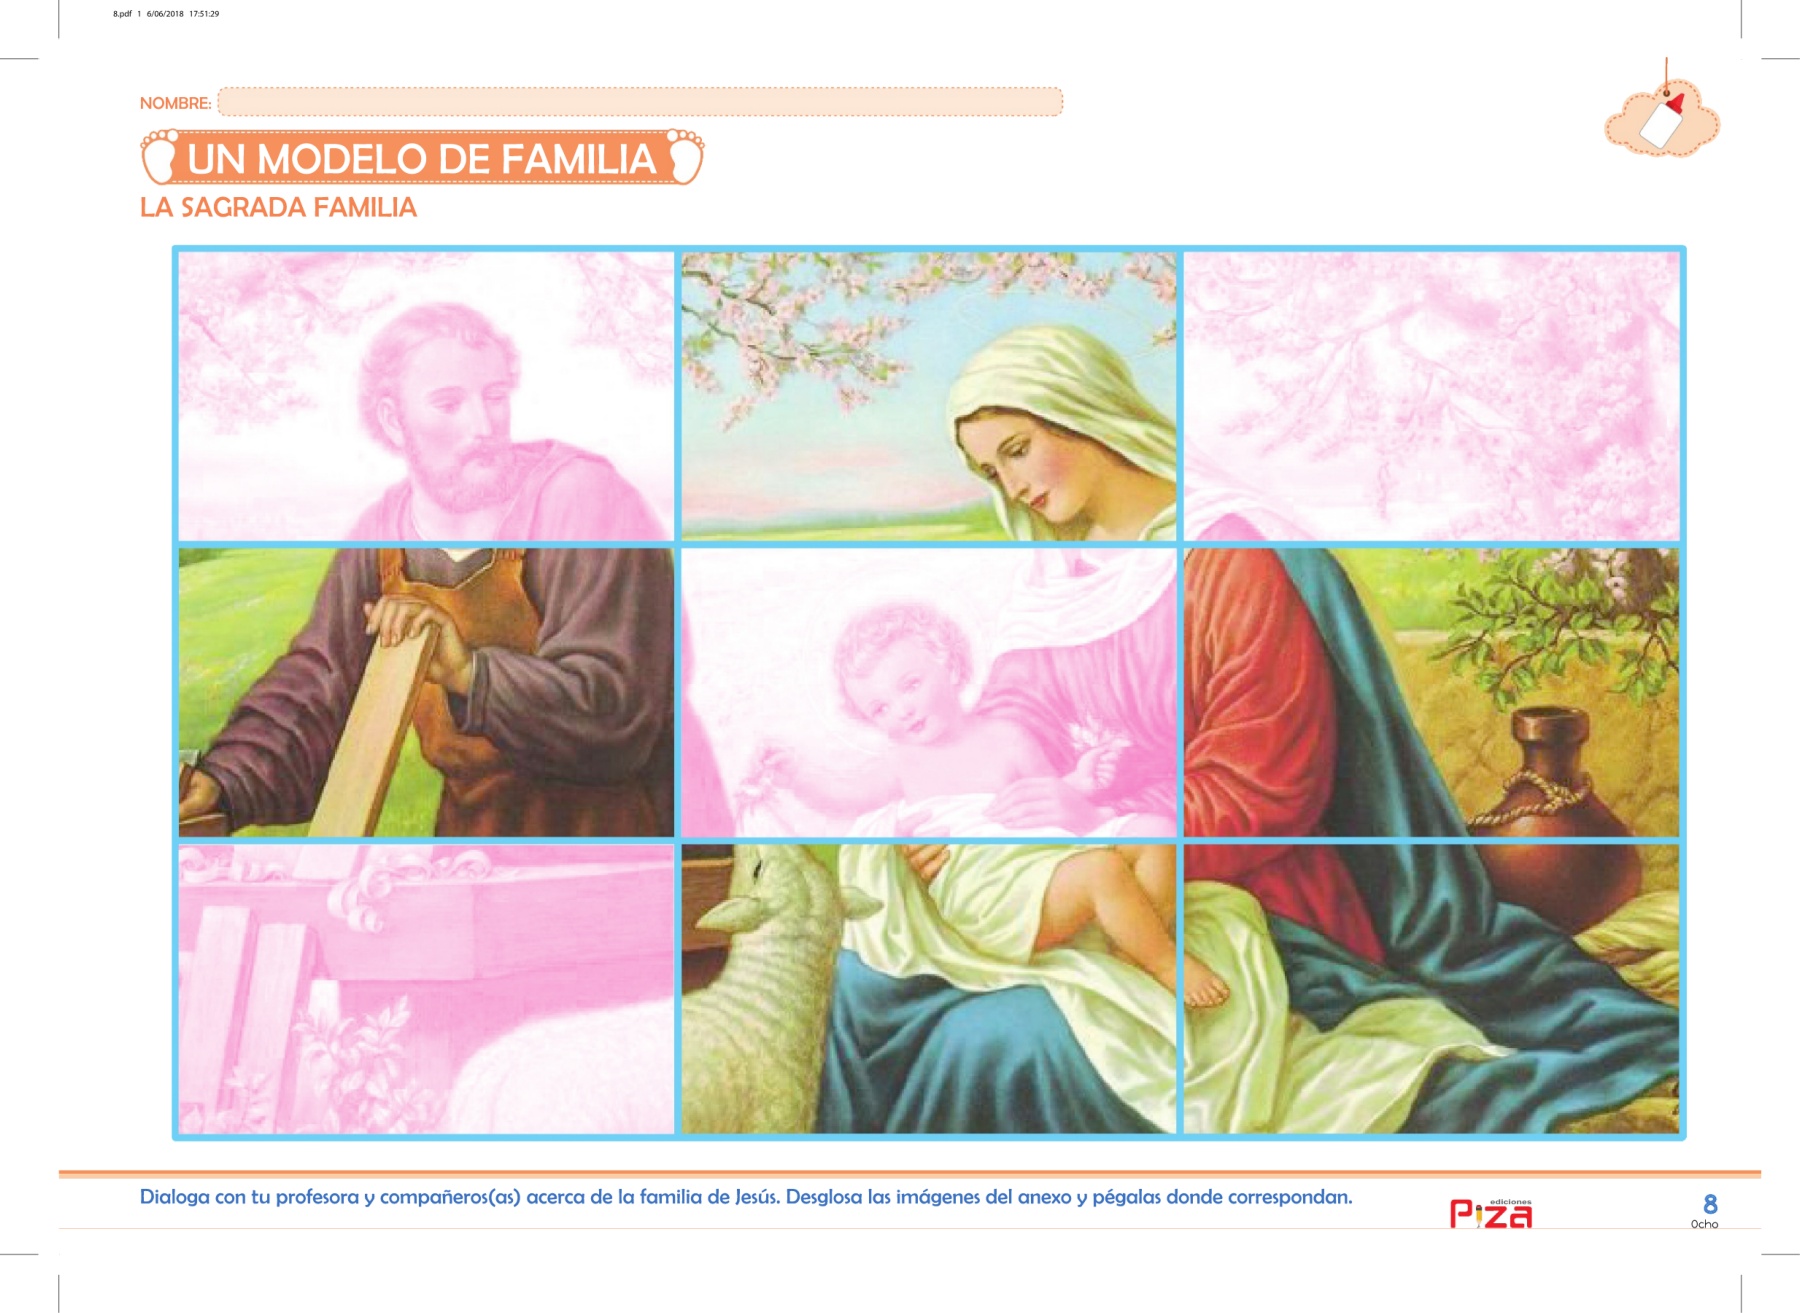 8.pdf 1 6/06/2018 17:51:29
NOMBRE:
UN MODELO DE FAMILIA
LA SAGRADA FAMILIA
Dialoga con tu profesora y compañeros(as) acerca de la familia de Jesús. Desglosa las imágenes del anexo y pégalas donde correspondan.
ediciones
Piza
8
Ocho